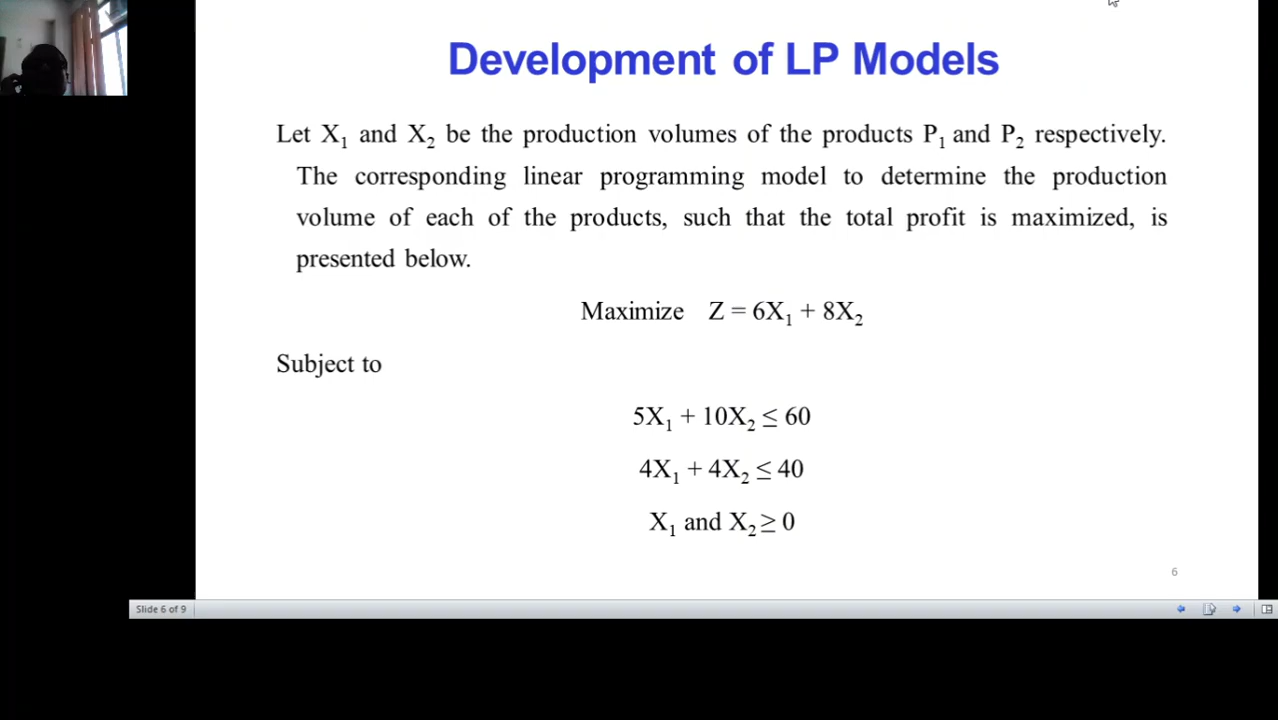 Development of LP Models
Let X₁ and X₂ be the production volumes of the products P₁ and P₂ respectively.
The corresponding linear programming model to determine the production
volume of each of the products, such that the total profit is maximized, is
presented below.
Maximize Z = 6X₁ + 8X₂
Subject to
5X₁ + 10X₂ ≤ 60
4X₁ + 4X₂ ≤ 40
X₁ and X₂ ≥ 0
6
Slide 6 of 9